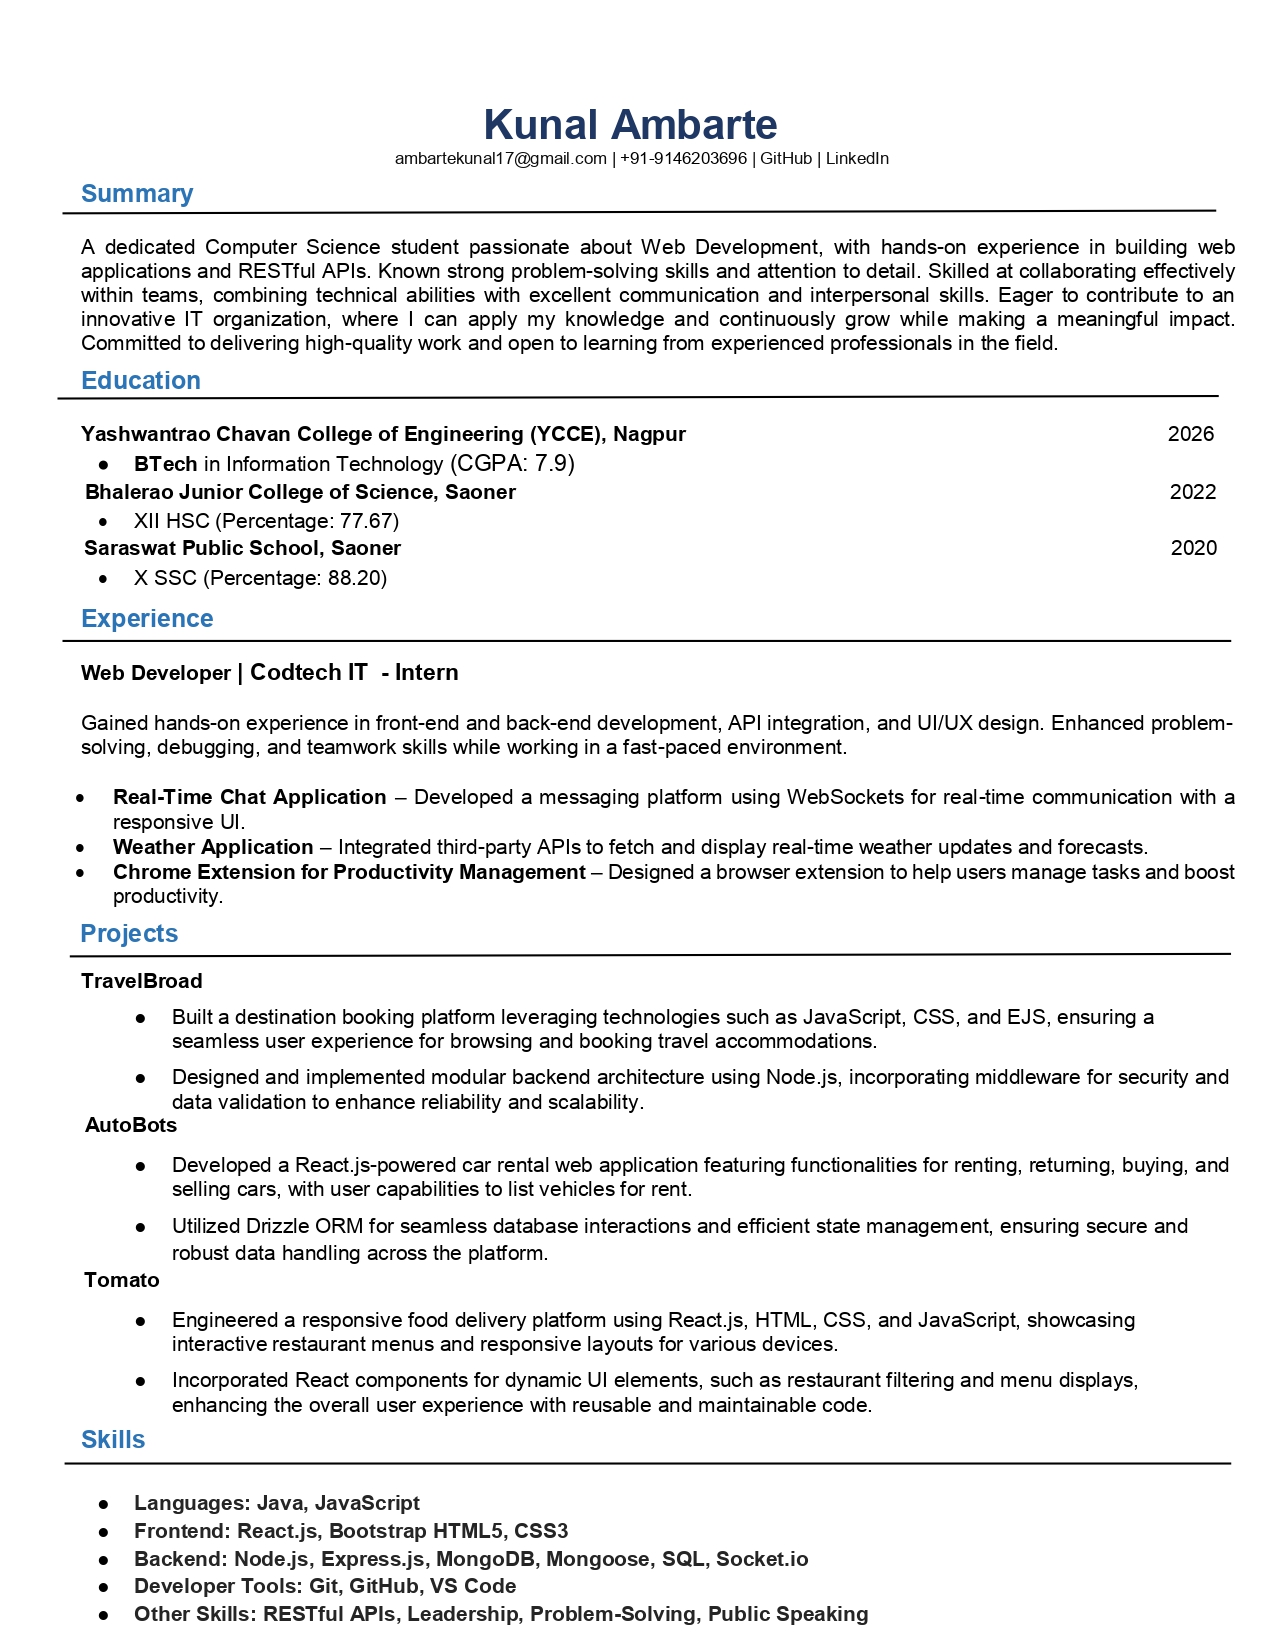 Kunal Ambarte
ambartekunal17@gmail.com | +91-9146203696 | GitHub | LinkedIn
Summary
A dedicated Computer Science student passionate about Web Development, with hands-on experience in building web
applications and RESTful APIs. Known strong problem-solving skills and attention to detail. Skilled at collaborating effectively
within teams, combining technical abilities with excellent communication and interpersonal skills. Eager to contribute to an
innovative IT organization, where I can apply my knowledge and continuously grow while making a meaningful impact.
Committed to delivering high-quality work and open to learning from experienced professionals in the field.
Education
Yashwantrao Chavan College of Engineering (YCCE), Nagpur 2026
● BTech in Information Technology (CGPA: 7.9)
Bhalerao Junior College of Science, Saoner 2022
● XII HSC (Percentage: 77.67)
Saraswat Public School, Saoner 2020
● X SSC (Percentage: 88.20)
Experience
Web Developer | Codtech IT - Intern
Gained hands-on experience in front-end and back-end development, API integration, and UI/UX design. Enhanced problem-
solving, debugging, and teamwork skills while working in a fast-paced environment.
● Real-Time Chat Application – Developed a messaging platform using WebSockets for real-time communication with a
responsive UI.
● Weather Application – Integrated third-party APIs to fetch and display real-time weather updates and forecasts.
● Chrome Extension for Productivity Management – Designed a browser extension to help users manage tasks and boost
productivity.
Projects
TravelBroad
● Built a destination booking platform leveraging technologies such as JavaScript, CSS, and EJS, ensuring a
seamless user experience for browsing and booking travel accommodations.
● Designed and implemented modular backend architecture using Node.js, incorporating middleware for security and
data validation to enhance reliability and scalability.
AutoBots
● Developed a React.js-powered car rental web application featuring functionalities for renting, returning, buying, and
selling cars, with user capabilities to list vehicles for rent.
● Utilized Drizzle ORM for seamless database interactions and efficient state management, ensuring secure and
robust data handling across the platform.
Tomato
● Engineered a responsive food delivery platform using React.js, HTML, CSS, and JavaScript, showcasing
interactive restaurant menus and responsive layouts for various devices.
● Incorporated React components for dynamic UI elements, such as restaurant filtering and menu displays,
enhancing the overall user experience with reusable and maintainable code.
Skills
● Languages: Java, JavaScript
● Frontend: React.js, Bootstrap HTML5, CSS3
● Backend: Node.js, Express.js, MongoDB, Mongoose, SQL, Socket.io
● Developer Tools: Git, GitHub, VS Code
● Other Skills: RESTful APIs, Leadership, Problem-Solving, Public Speaking